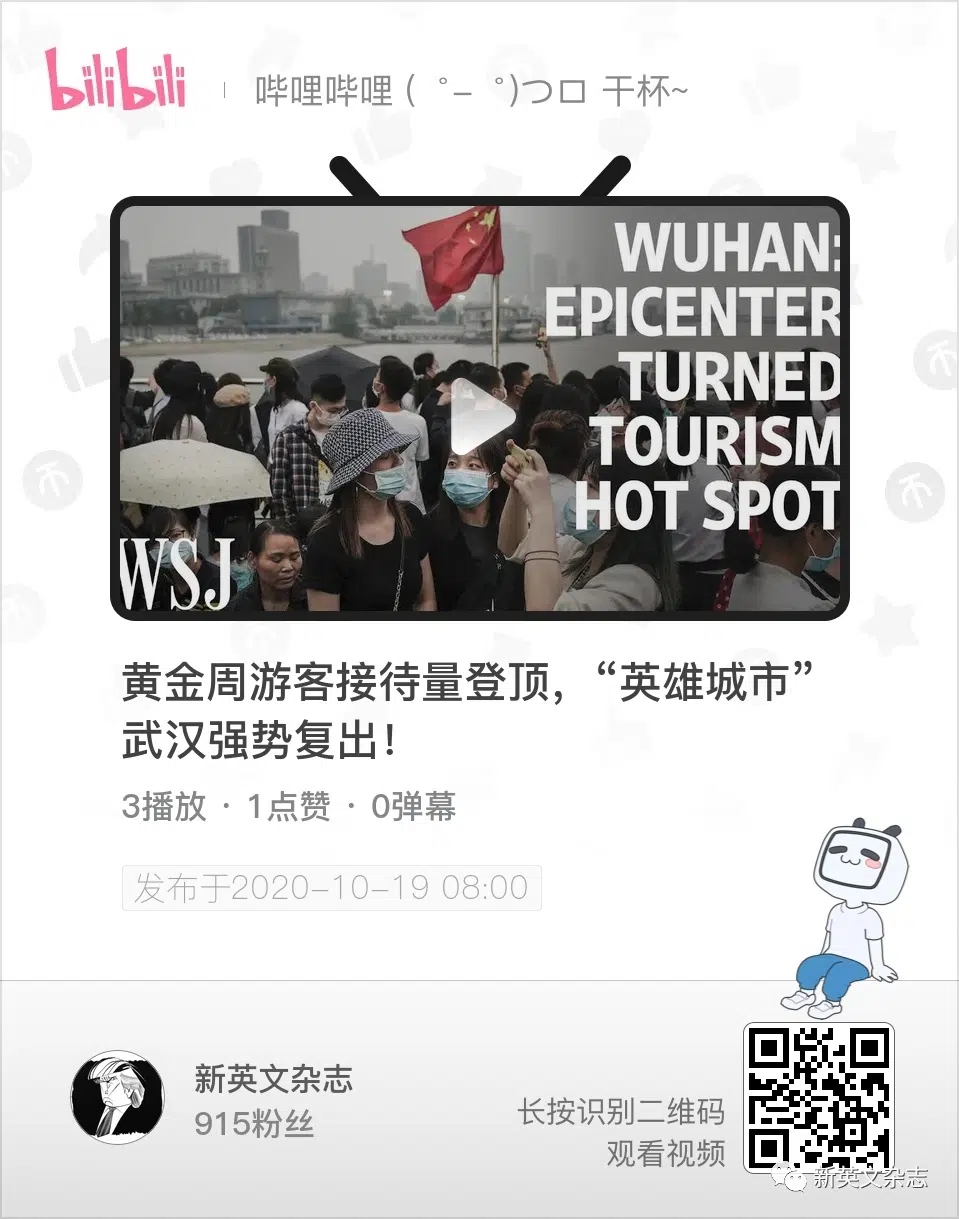 bilibili
哔哩哔哩 ( ゜- ゜)つロ 干杯~
WUHAN:
EPICENTER
TURNED
TOURISM
HOT SPOT
WSJ
黄金周游客接待量登顶，“英雄城市”
武汉强势复出！
3播放 · 1点赞 · 0弹幕
发布于2020-10-19 08:00
新英文杂志
915粉丝
长按识别二维码
观看视频
新英文杂志